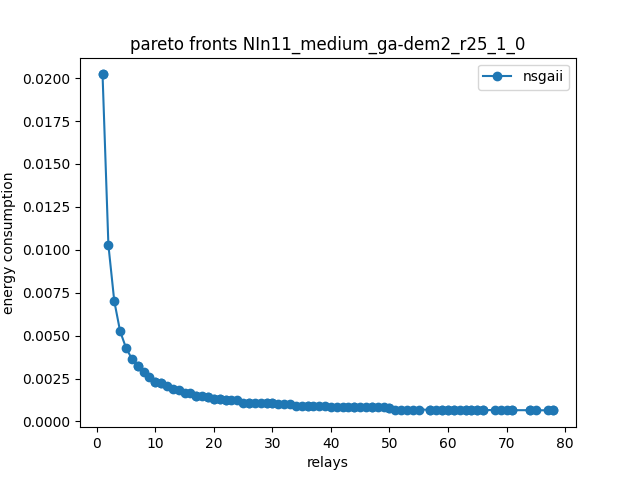 pareto fronts NIn11_medium_ga-dem2_r25_1_0
nsgaii
energy consumption
0.0200
0.0175
0.0150
0.0125
0.0100
0.0075
0.0050
0.0025
0.0000
0 10 20 30 40 50 60 70 80
relays